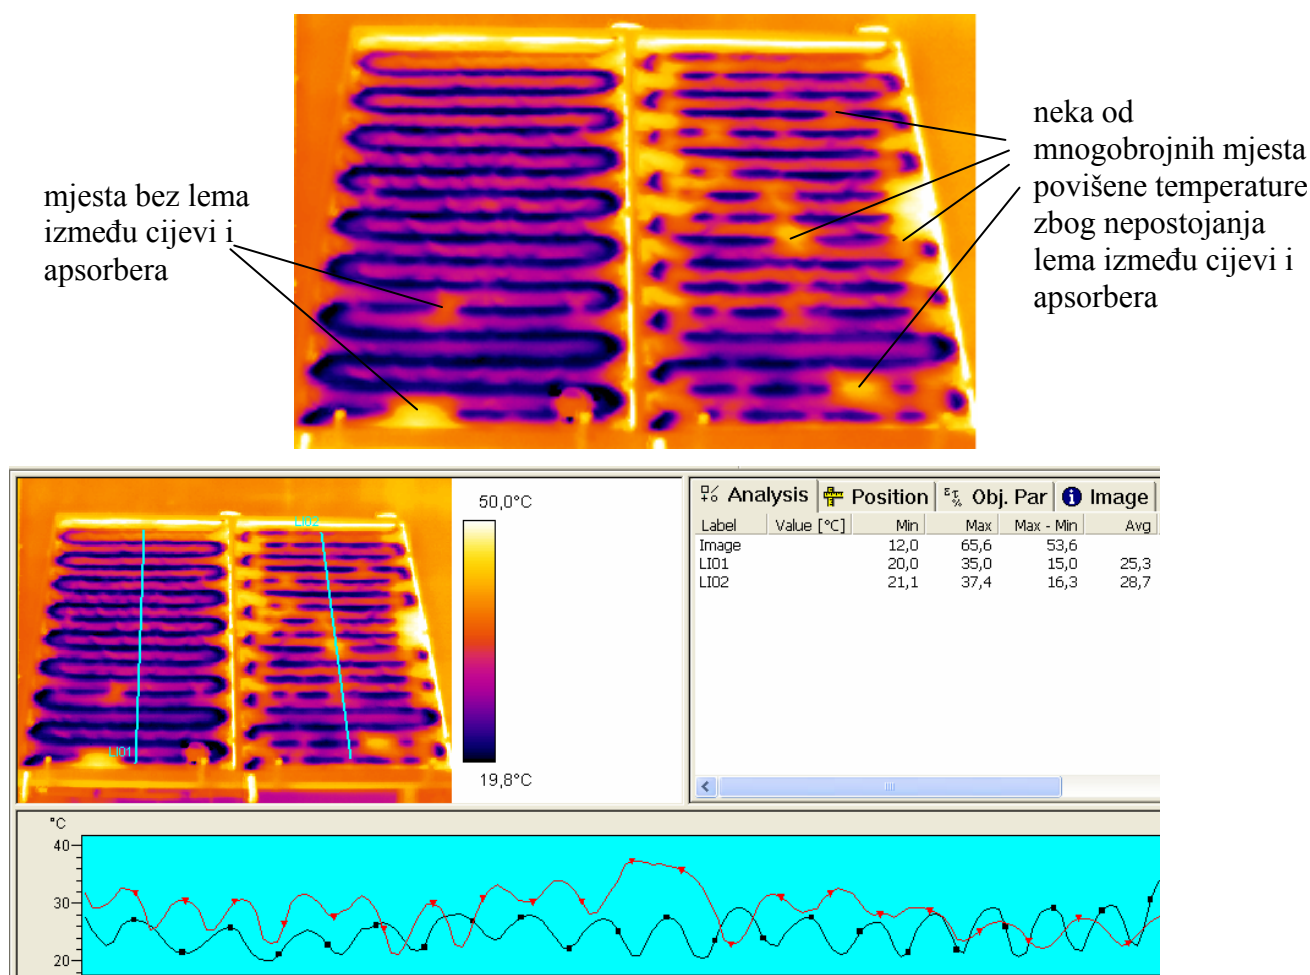 neka od
mnogobrojnih mjesta
povišene temperature
zbog nepostojanja
lema između cijevi i
apsorbera
mjesta bez lema
između cijevi i
apsorbera
LI02
LI01
50,0°C
19,8°C
Analysis Position Obj. Par Image
Label Value [°C] Min Max Max - Min Avg
Image 12,0 65,6 53,6
LI01 20,0 35,0 15,0 25,3
LI02 21,1 37,4 16,3 28,7
°C
40
30
20